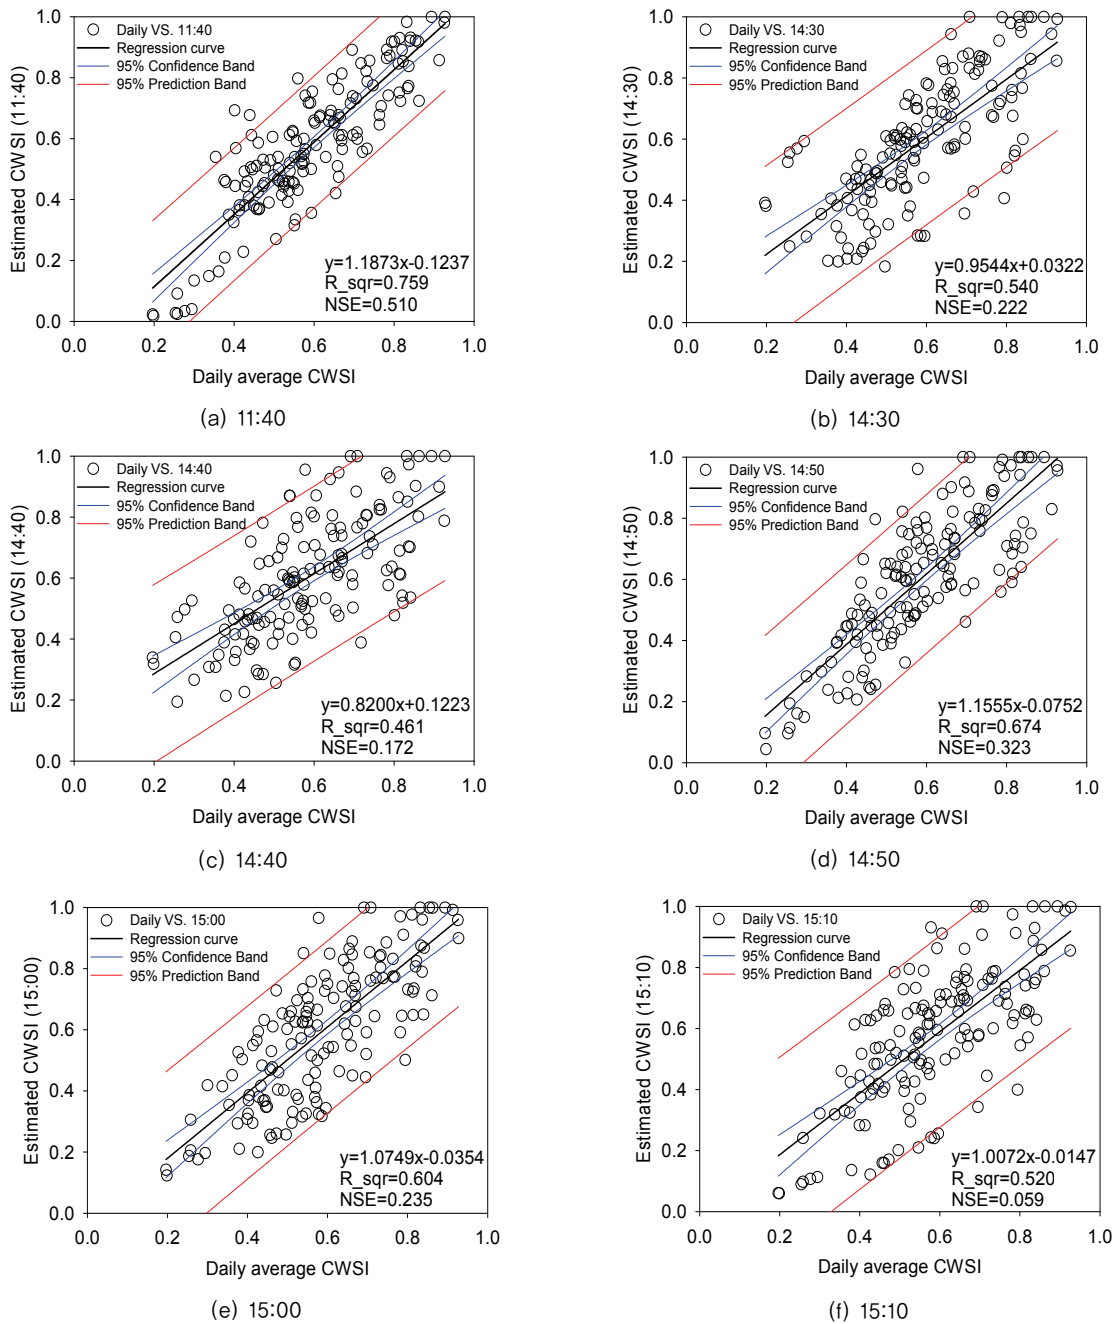 Daily VS. 11:40
Regression curve
95% Confidence Band
95% Prediction Band
Estimated CWSI (11:40)
1.0
0.8
0.6
0.4
0.2
0.0
y=1.1873x-0.1237
R_sqr=0.759
NSE=0.510
0.0 0.2 0.4 0.6 0.8 1.0
Daily average CWSI
(a) 11:40
Daily VS. 14:30
Regression curve
95% Confidence Band
95% Prediction Band
Estimated CWSI (14:30)
1.0
0.8
0.6
0.4
0.2
0.0
y=0.9544x+0.0322
R_sqr=0.540
NSE=0.222
0.0 0.2 0.4 0.6 0.8 1.0
Daily average CWSI
(b) 14:30
Daily VS. 14:40
Regression curve
95% Confidence Band
95% Prediction Band
Estimated CWSI (14:40)
1.0
0.8
0.6
0.4
0.2
0.0
y=0.8200x+0.1223
R_sqr=0.461
NSE=0.172
0.0 0.2 0.4 0.6 0.8 1.0
Daily average CWSI
(c) 14:40
Daily VS. 14:50
Regression curve
95% Confidence Band
95% Prediction Band
Estimated CWSI (14:50)
1.0
0.8
0.6
0.4
0.2
0.0
y=1.1555x-0.0752
R_sqr=0.674
NSE=0.323
0.0 0.2 0.4 0.6 0.8 1.0
Daily average CWSI
(d) 14:50
Daily VS. 15:00
Regression curve
95% Confidence Band
95% Prediction Band
Estimated CWSI (15:00)
1.0
0.8
0.6
0.4
0.2
0.0
y=1.0749x-0.0354
R_sqr=0.604
NSE=0.235
0.0 0.2 0.4 0.6 0.8 1.0
Daily average CWSI
(e) 15:00
Daily VS. 15:10
Regression curve
95% Confidence Band
95% Prediction Band
Estimated CWSI (15:10)
1.0
0.8
0.6
0.4
0.2
0.0
y=1.0072x-0.0147
R_sqr=0.520
NSE=0.059
0.0 0.2 0.4 0.6 0.8 1.0
Daily average CWSI
(f) 15:10